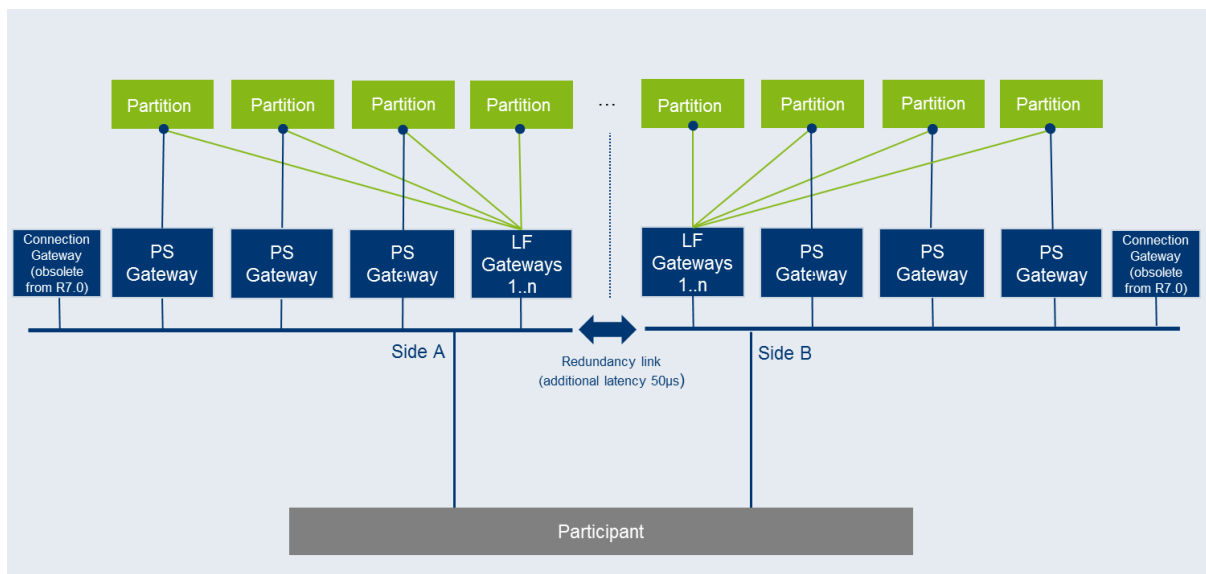 Partition
Partition
Partition
Partition
...
Partition
Partition
Partition
Partition
Connection
Gateway
(obsolete
from R7.0)
PS
Gateway
PS
Gateway
PS
Gateway
LF
Gateways
1..n
LF
Gateways
1..n
PS
Gateway
PS
Gateway
PS
Gateway
Connection
Gateway
(obsolete
from R7.0)
Side A
Redundancy link
(additional latency 50µs)
Side B
Participant